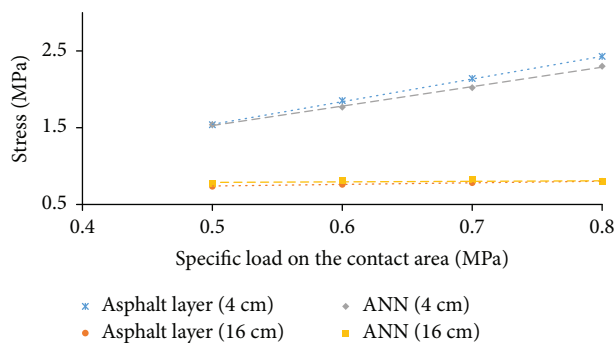 2.5
1.5
0.5
Stress (MPa)
0.4 0.5 0.6 0.7 0.8
Specific load on the contact area (MPa)
Asphalt layer (4 cm) ANN (4 cm)
Asphalt layer (16 cm) ANN (16 cm)